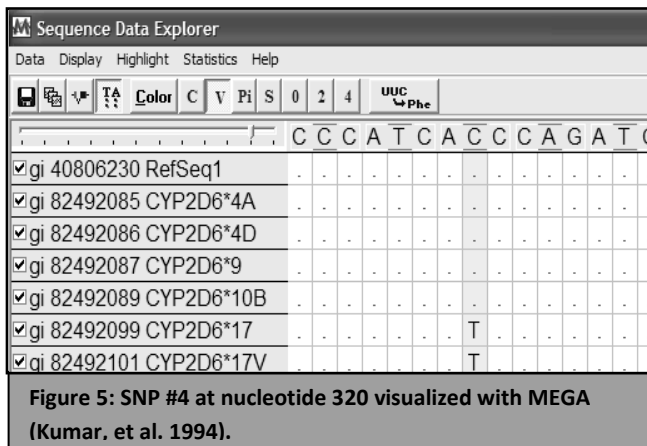 Sequence Data Explorer
Data Display Highlight Statistics Help
TA Color C V Pi S 0 2 4 UUC Phe
C C C A T C A C C C A G A T
gi 40806230 RefSeq1 . . . . . . . . . . . . . .
gi 82492085 CYP2D6*4A . . . . . . . . . . . . . .
gi 82492086 CYP2D6*4D . . . . . . . . . . . . . .
gi 82492087 CYP2D6*9 . . . . . . . . . . . . . .
gi 82492089 CYP2D6*10B . . . . . . . . . . . . . .
gi 82492099 CYP2D6*17 . . . . . . . T . . . . . .
gi 82492101 CYP2D6*17V . . . . . . . T . . . . . .
Figure 5: SNP #4 at nucleotide 320 visualized with MEGA
(Kumar, et al. 1994).